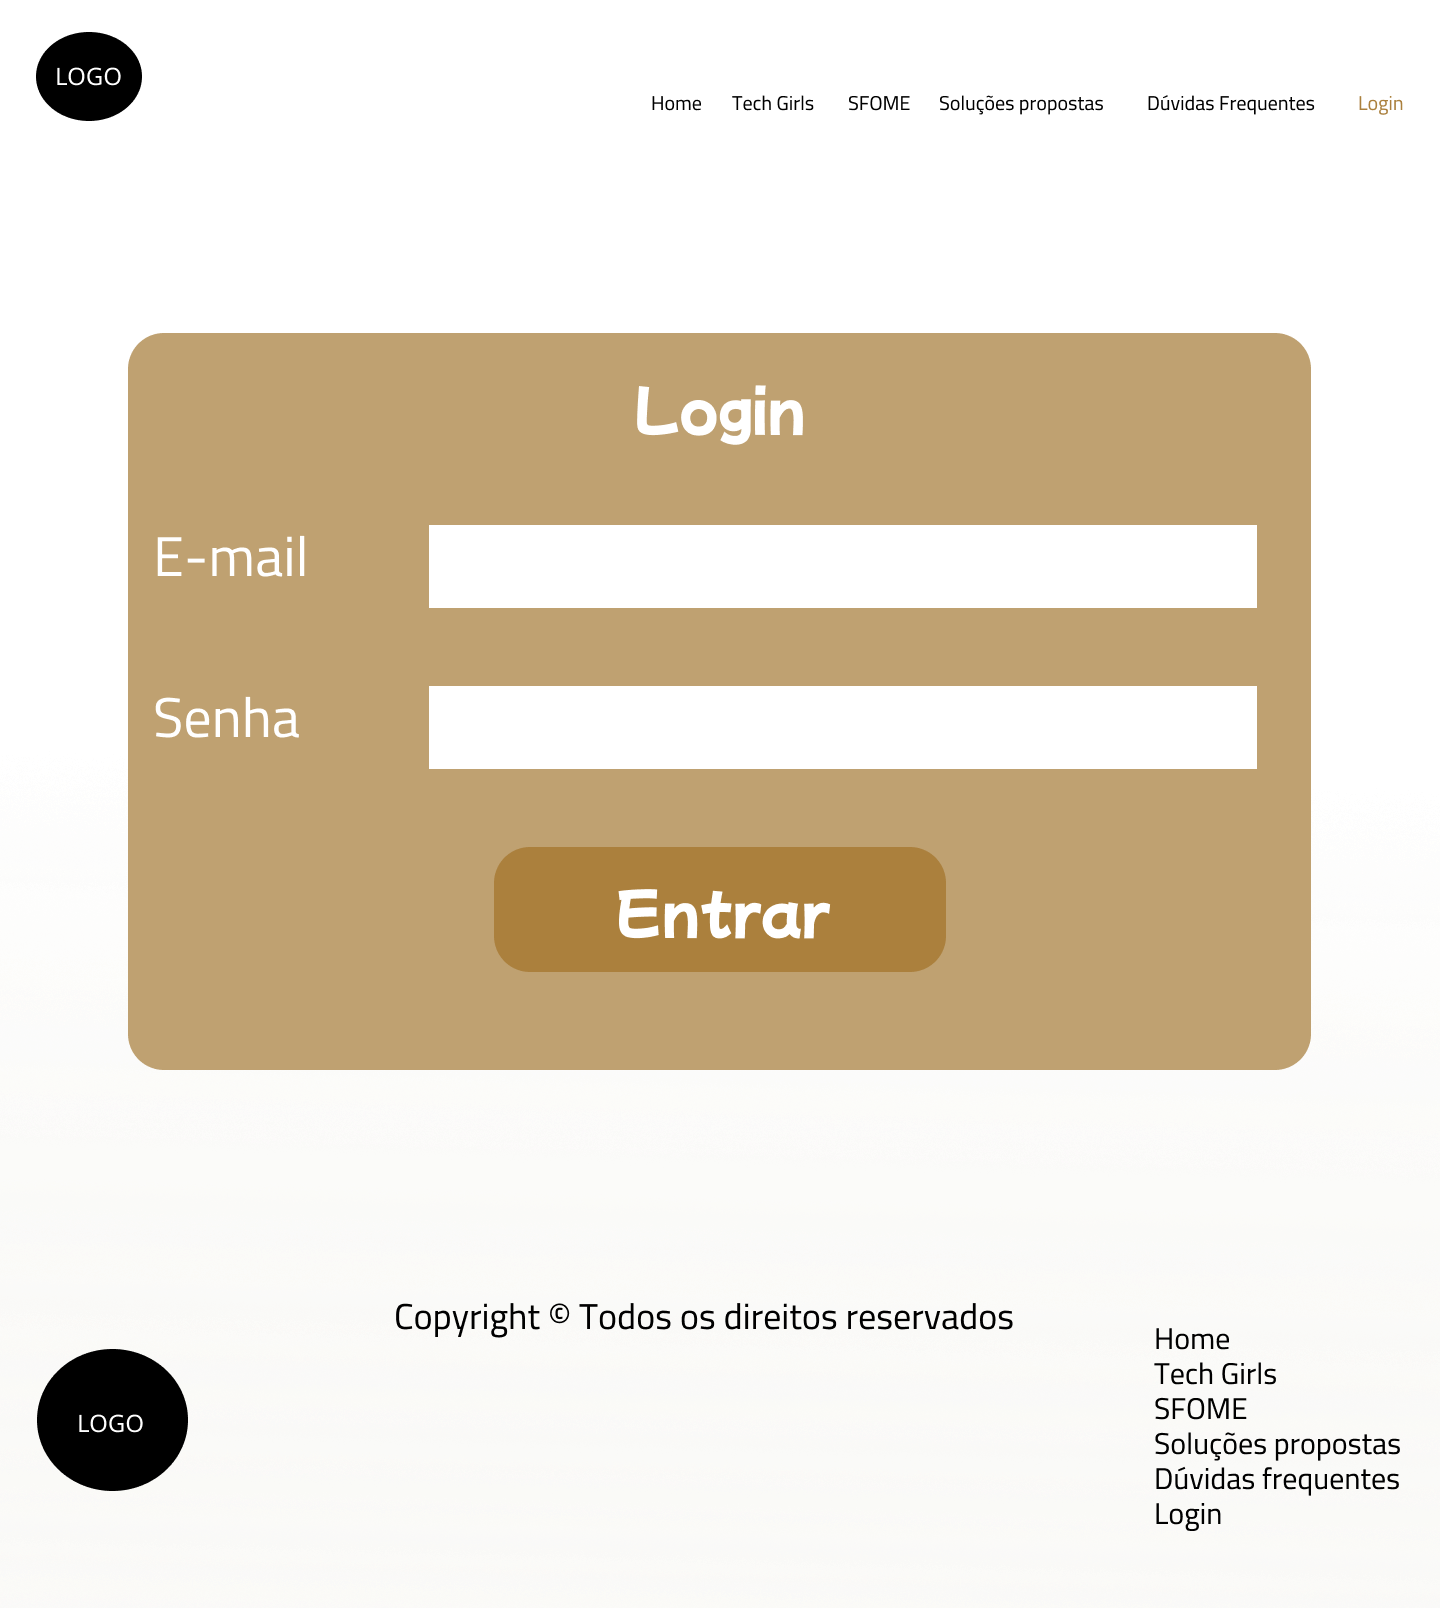 LOGO
Home Tech Girls SFOME Soluções propostas Dúvidas Frequentes Login
Login
E-mail
Senha
Entrar
Copyright © Todos os direitos reservados
LOGO
Home
Tech Girls
SFOME
Soluções propostas
Dúvidas frequentes
Login